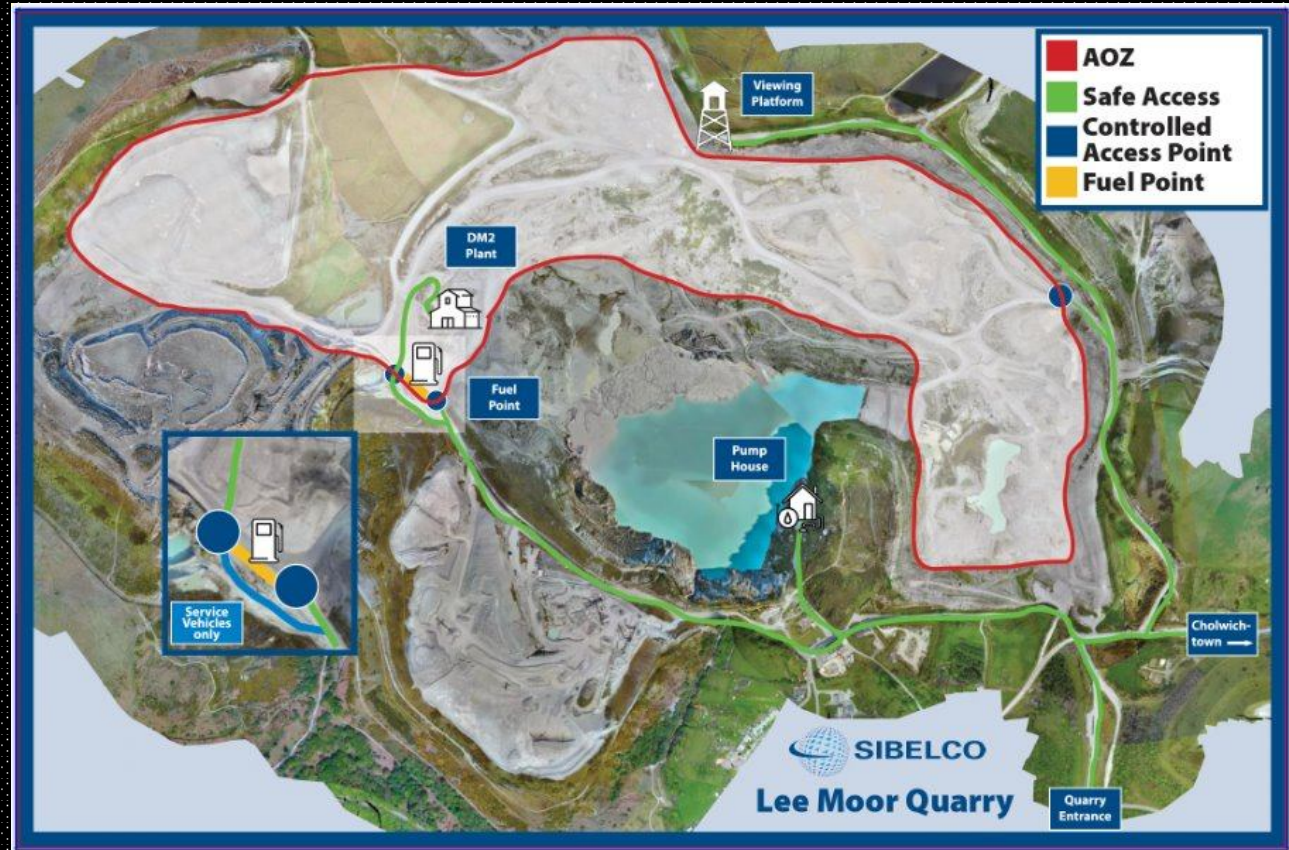 AOZ
Safe Access
Controlled
Access Point
Fuel Point
Viewing
Platform
DM2
Plant
Fuel
Point
Pump
House
Service
Vehicles
only
Cholwich-
town
SIBELCO
Lee Moor Quarry
Quarry
Entrance